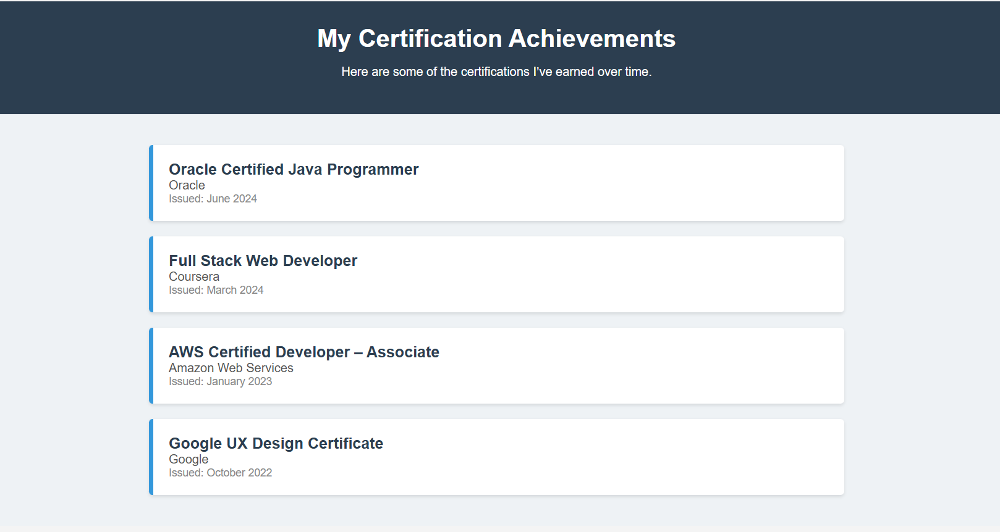 My Certification Achievements
Here are some of the certifications I’ve earned over time.
Oracle Certified Java Programmer
Oracle
Issued: June 2024
Full Stack Web Developer
Coursera
Issued: March 2024
AWS Certified Developer – Associate
Amazon Web Services
Issued: January 2023
Google UX Design Certificate
Google
Issued: October 2022